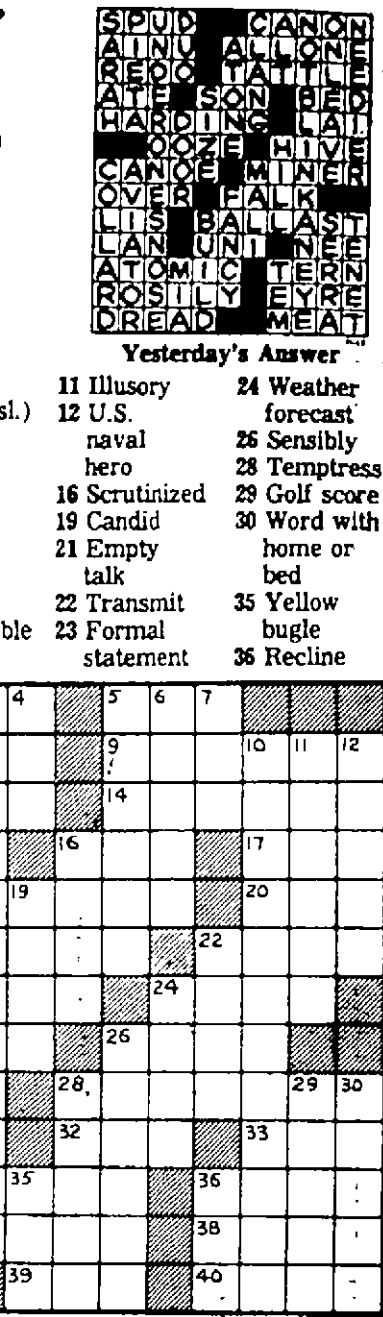 SPUD CANON
AINU ALLONE
REDO TATTLE
ATE SON BED
HARDING LAI
OOZE HIVE
CANOE MINER
OVER FALK
LIS BALLAST
LAN UNI NEE
ATOMIC TERN
ROSILY EYRE
DREAD MEAT
Yesterday's Answer
sl.)
ble
11 Illusory
12 U.S.
naval
hero
16 Scrutinized
19 Candid
21 Empty
talk
22 Transmit
23 Formal
statement
24 Weather
forecast
26 Sensibly
28 Temptress
29 Golf score
30 Word with
home or
bed
35 Yellow
bugle
36 Recline
4 5 6 7
9 10 11 12
14
16 17
19 20
22
24
26
28 29 30
32 33
35 36
38
39 40